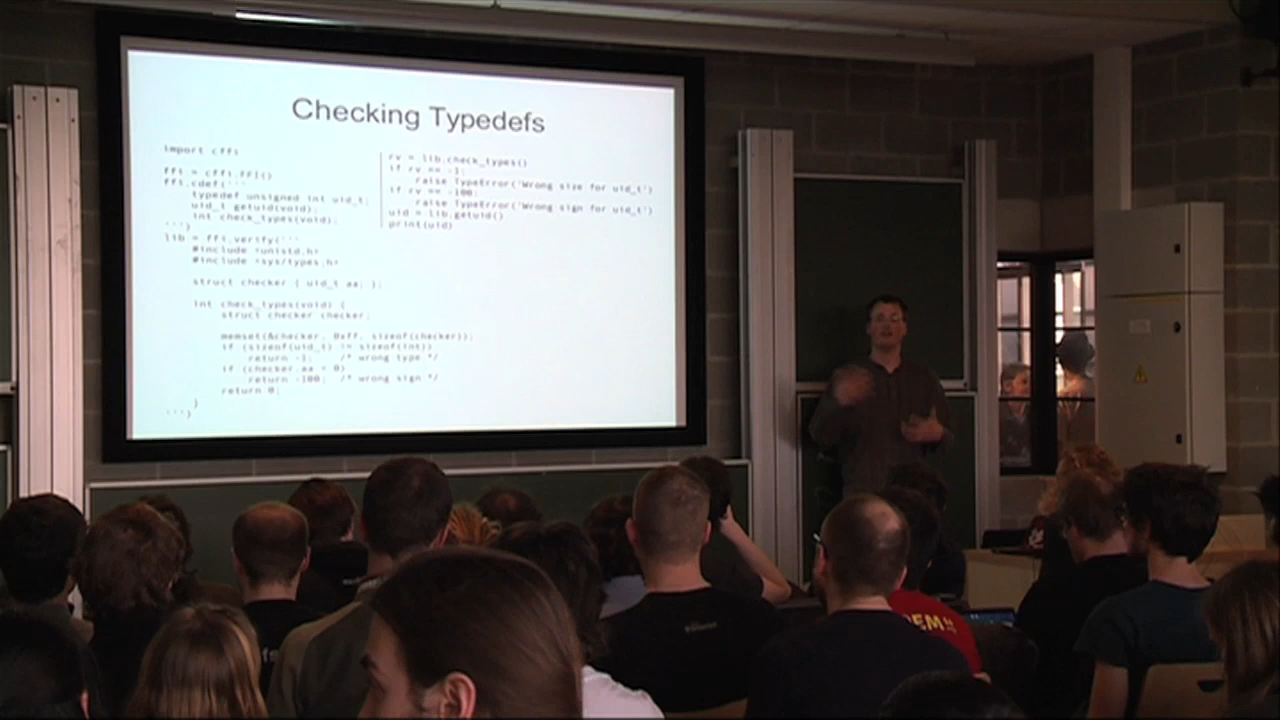 Checking Typedefs
import cffi
ffi = cffi.FFI()
ffi.cdef('''
typedef unsigned int uid_t;
uid_t getuid(void);
int check_types(void);
''')
lib = ffi.verify('''
#include <unistd.h>
#include <sys/types.h>
struct checker { uid_t aa; };
int check_types(void) {
struct checker checker;
memset(&checker, 0xff, sizeof(checker));
if (sizeof(uid_t) != sizeof(int))
return -1; /* wrong type */
if (checker.aa < 0)
return -100; /* wrong sign */
return 0;
}
''')
rv = lib.check_types()
if rv == -1:
raise TypeError('Wrong size for uid_t')
if rv == -100:
raise TypeError('Wrong sign for uid_t')
uid = lib.getuid()
print(uid)